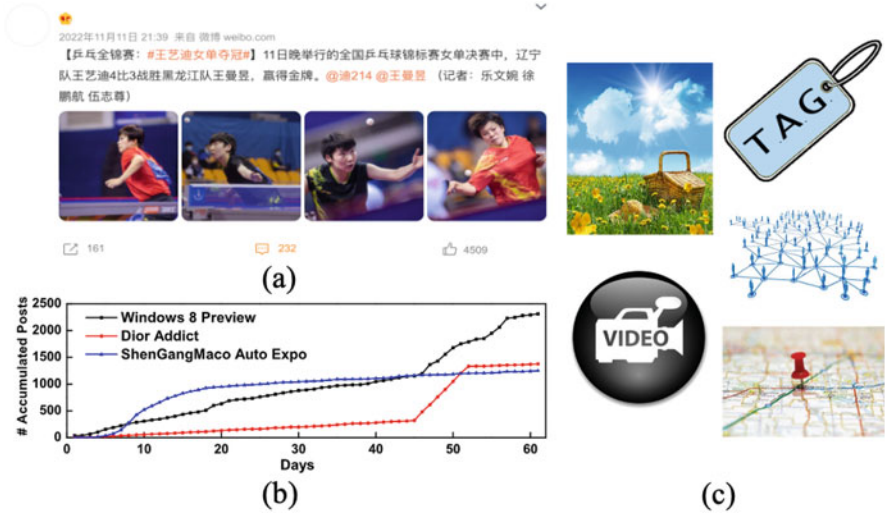 2022年11月11日 21:39 来自 微博 weibo.com
【乒乓全锦赛：#王艺迪女单夺冠#】11日晚举行的全国乒乓球锦标赛女单决赛中，辽宁
队王艺迪4比3战胜黑龙江队王曼昱，赢得金牌。@迪214 @王曼昱 （记者：乐文婉 徐
鹏航 伍志尊）
161
232
4509
(a)
2500
2000
1500
1000
500
0
# Accumulated Posts
Windows 8 Preview
Dior Addict
ShenGangMaco Auto Expo
0 10 20 30 40 50 60
Days
(b)
T.A.G.
VIDEO
(c)